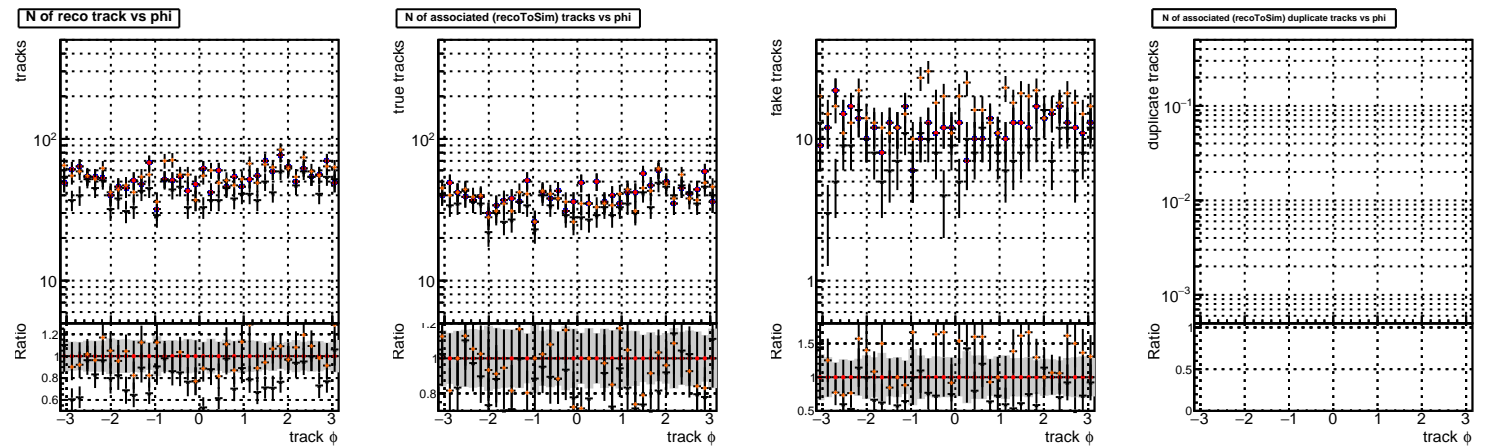 N of reco track vs phi
tracks
10²
10
Ratio
1.2
1
0.8
0.6
−3 −2 −1 0 1 2 3
track ϕ
N of associated (recoToSim) tracks vs phi
true tracks
10²
10
Ratio
1.2
1
0.8
−3 −2 −1 0 1 2 3
track ϕ
fake tracks
10
1
Ratio
1.5
1
0.5
−3 −2 −1 0 1 2 3
track ϕ
N of associated (recoToSim) duplicate tracks vs phi
duplicate tracks
10⁻¹
10⁻²
10⁻³
Ratio
1
0.5
0
−3 −2 −1 0 1 2 3
track ϕ